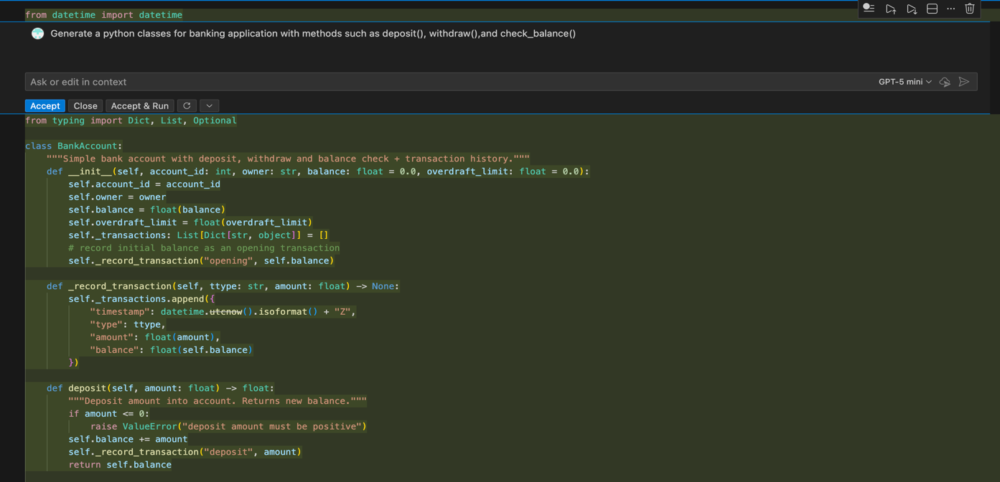 from datetime import datetime
Generate a python classes for banking application with methods such as deposit(), withdraw(),and check_balance()
Ask or edit in context
GPT-5 mini
Accept
Close
Accept & Run
from typing import Dict, List, Optional
class BankAccount:
    """Simple bank account with deposit, withdraw and balance check + transaction history."""
    def __init__(self, account_id: int, owner: str, balance: float = 0.0, overdraft_limit: float = 0.0):
        self.account_id = account_id
        self.owner = owner
        self.balance = float(balance)
        self.overdraft_limit = float(overdraft_limit)
        self._transactions: List[Dict[str, object]] = []
        # record initial balance as an opening transaction
        self._record_transaction("opening", self.balance)
    def _record_transaction(self, ttype: str, amount: float) -> None:
        self._transactions.append({
            "timestamp": datetime.utcnow().isoformat() + "Z",
            "type": ttype,
            "amount": float(amount),
            "balance": float(self.balance)
        })
    def deposit(self, amount: float) -> float:
        """Deposit amount into account. Returns new balance."""
        if amount <= 0:
            raise ValueError("deposit amount must be positive")
        self.balance += amount
        self._record_transaction("deposit", amount)
        return self.balance